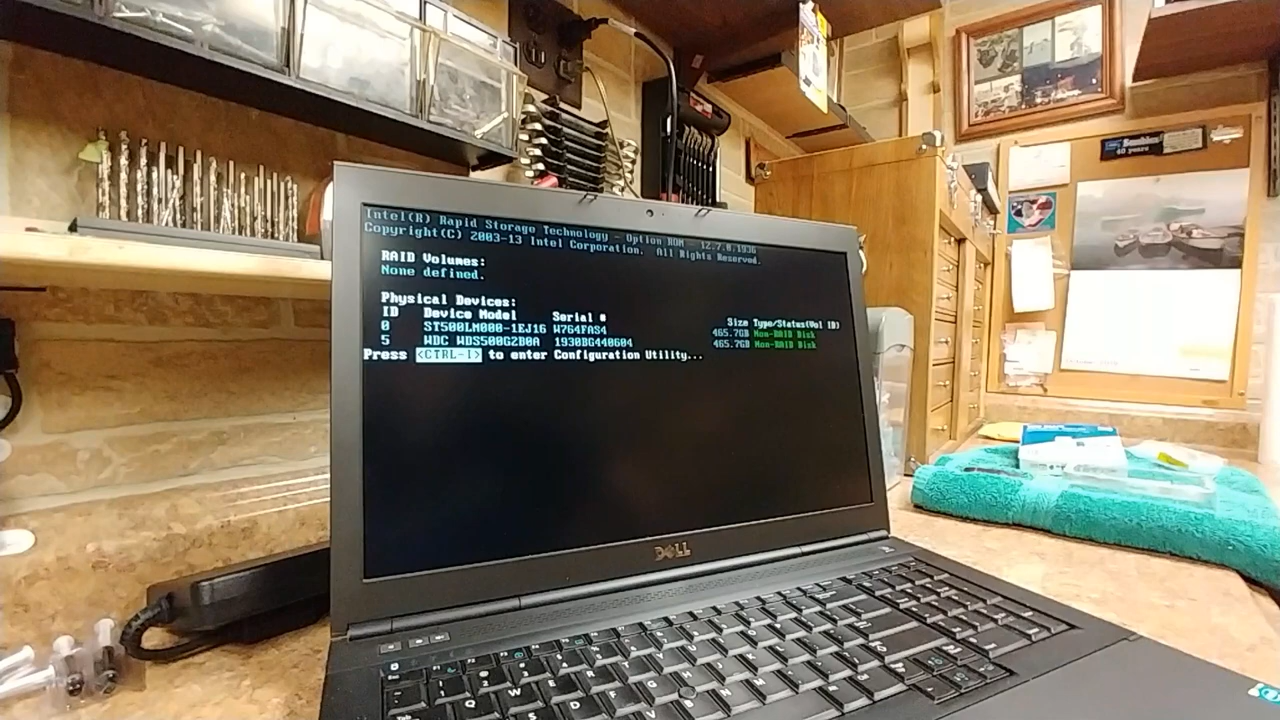 Intel(R) Rapid Storage Technology - Option ROM - 12.7.0.1936
Copyright(C) 2003-13 Intel Corporation. All Rights Reserved.
RAID Volumes:
None defined.
Physical Devices:
ID Device Model Serial # Size Type/Status(Vol ID)
0 ST500LM000-1EJ16 W764FAS4 465.7GB Non-RAID Disk
5 WDC WDS500G2B0A 1930BG440604 465.7GB Non-RAID Disk
Press <CTRL-I> to enter Configuration Utility...
DELL